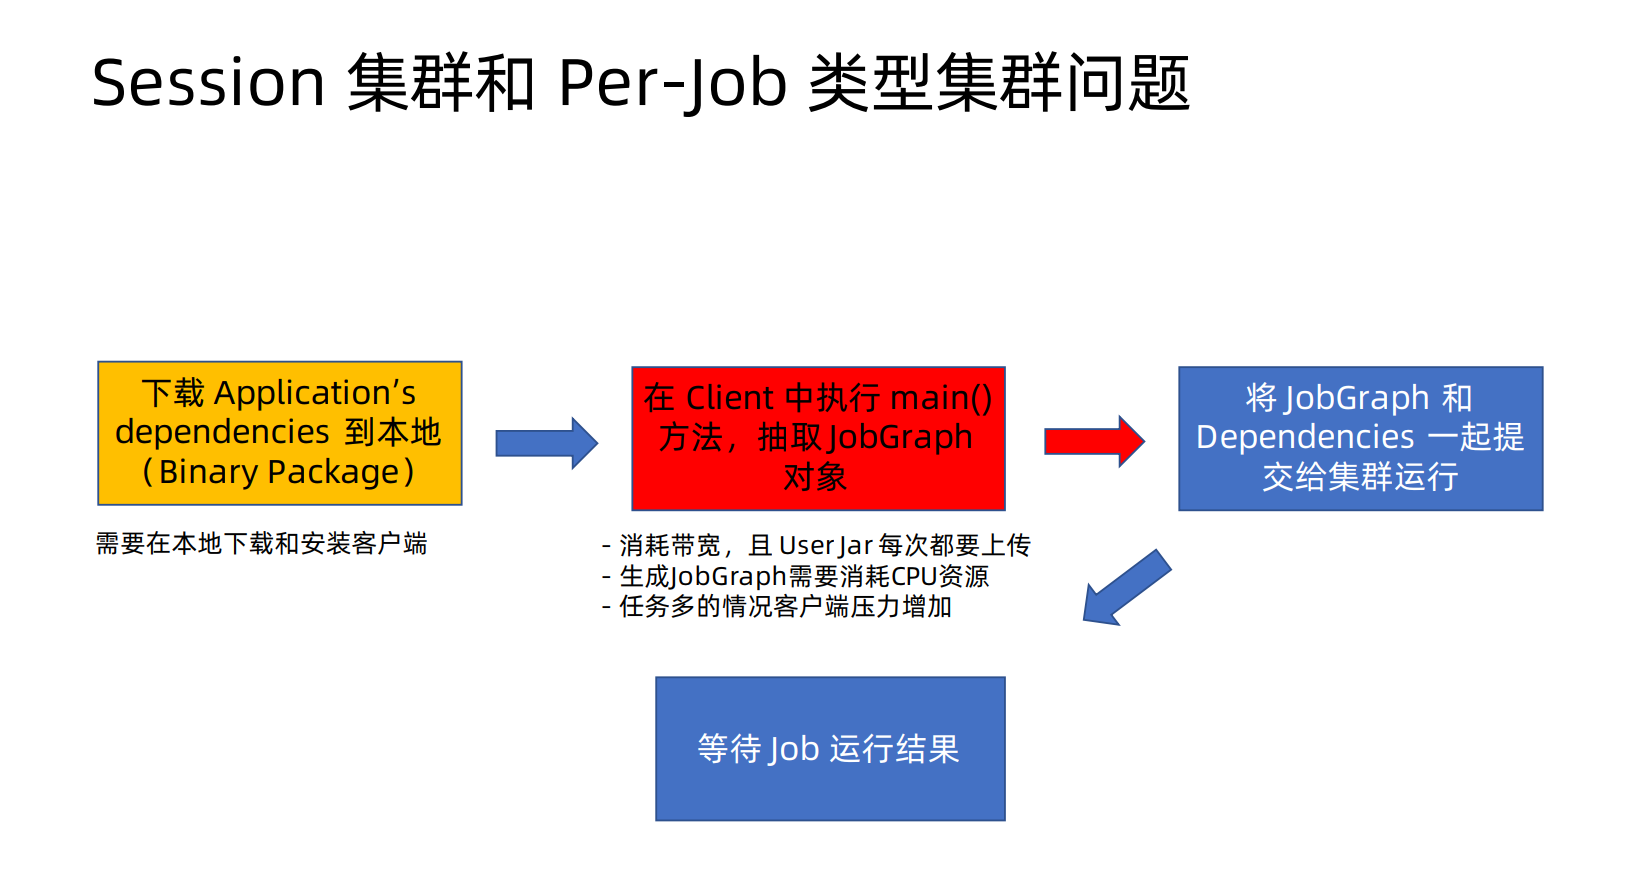 Session 集群和 Per-Job 类型集群问题
下载 Application’s
dependencies 到本地
（Binary Package）
需要在本地下载和安装客户端
在 Client 中执行 main()
方法，抽取 JobGraph
对象
- 消耗带宽，且 User Jar 每次都要上传
- 生成JobGraph需要消耗CPU资源
- 任务多的情况客户端压力增加
将 JobGraph 和
Dependencies 一起提
交给集群运行
等待 Job 运行结果